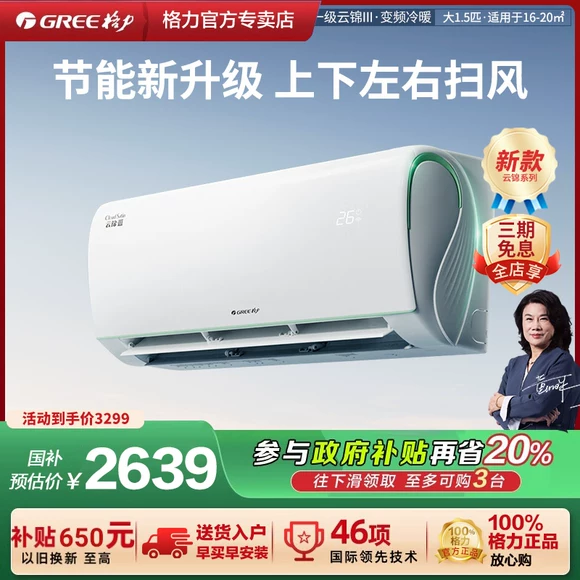 GREE格力 格力官方专卖店
一级云锦III·变频冷暖 大1.5匹·适用于16-20㎡
节能新升级 上下左右扫风
新款
云锦系列
三期
免息
全店享
26
云锦III
GREE格力
活动到手价3299
国补
预估价¥2639
参与政府补贴再省20%
往下滑领取 至多可购3台
补贴650元
以旧换新 至高
送货入户
早买早安装
46项
国际领先技术
100%格力
官方正品
100%
格力正品
放心购